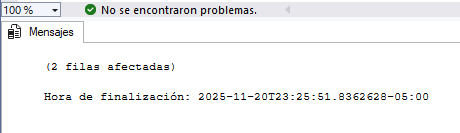 100 %
No se encontraron problemas.
Mensajes
(2 filas afectadas)
Hora de finalización: 2025-11-20T23:25:51.8362628-05:00